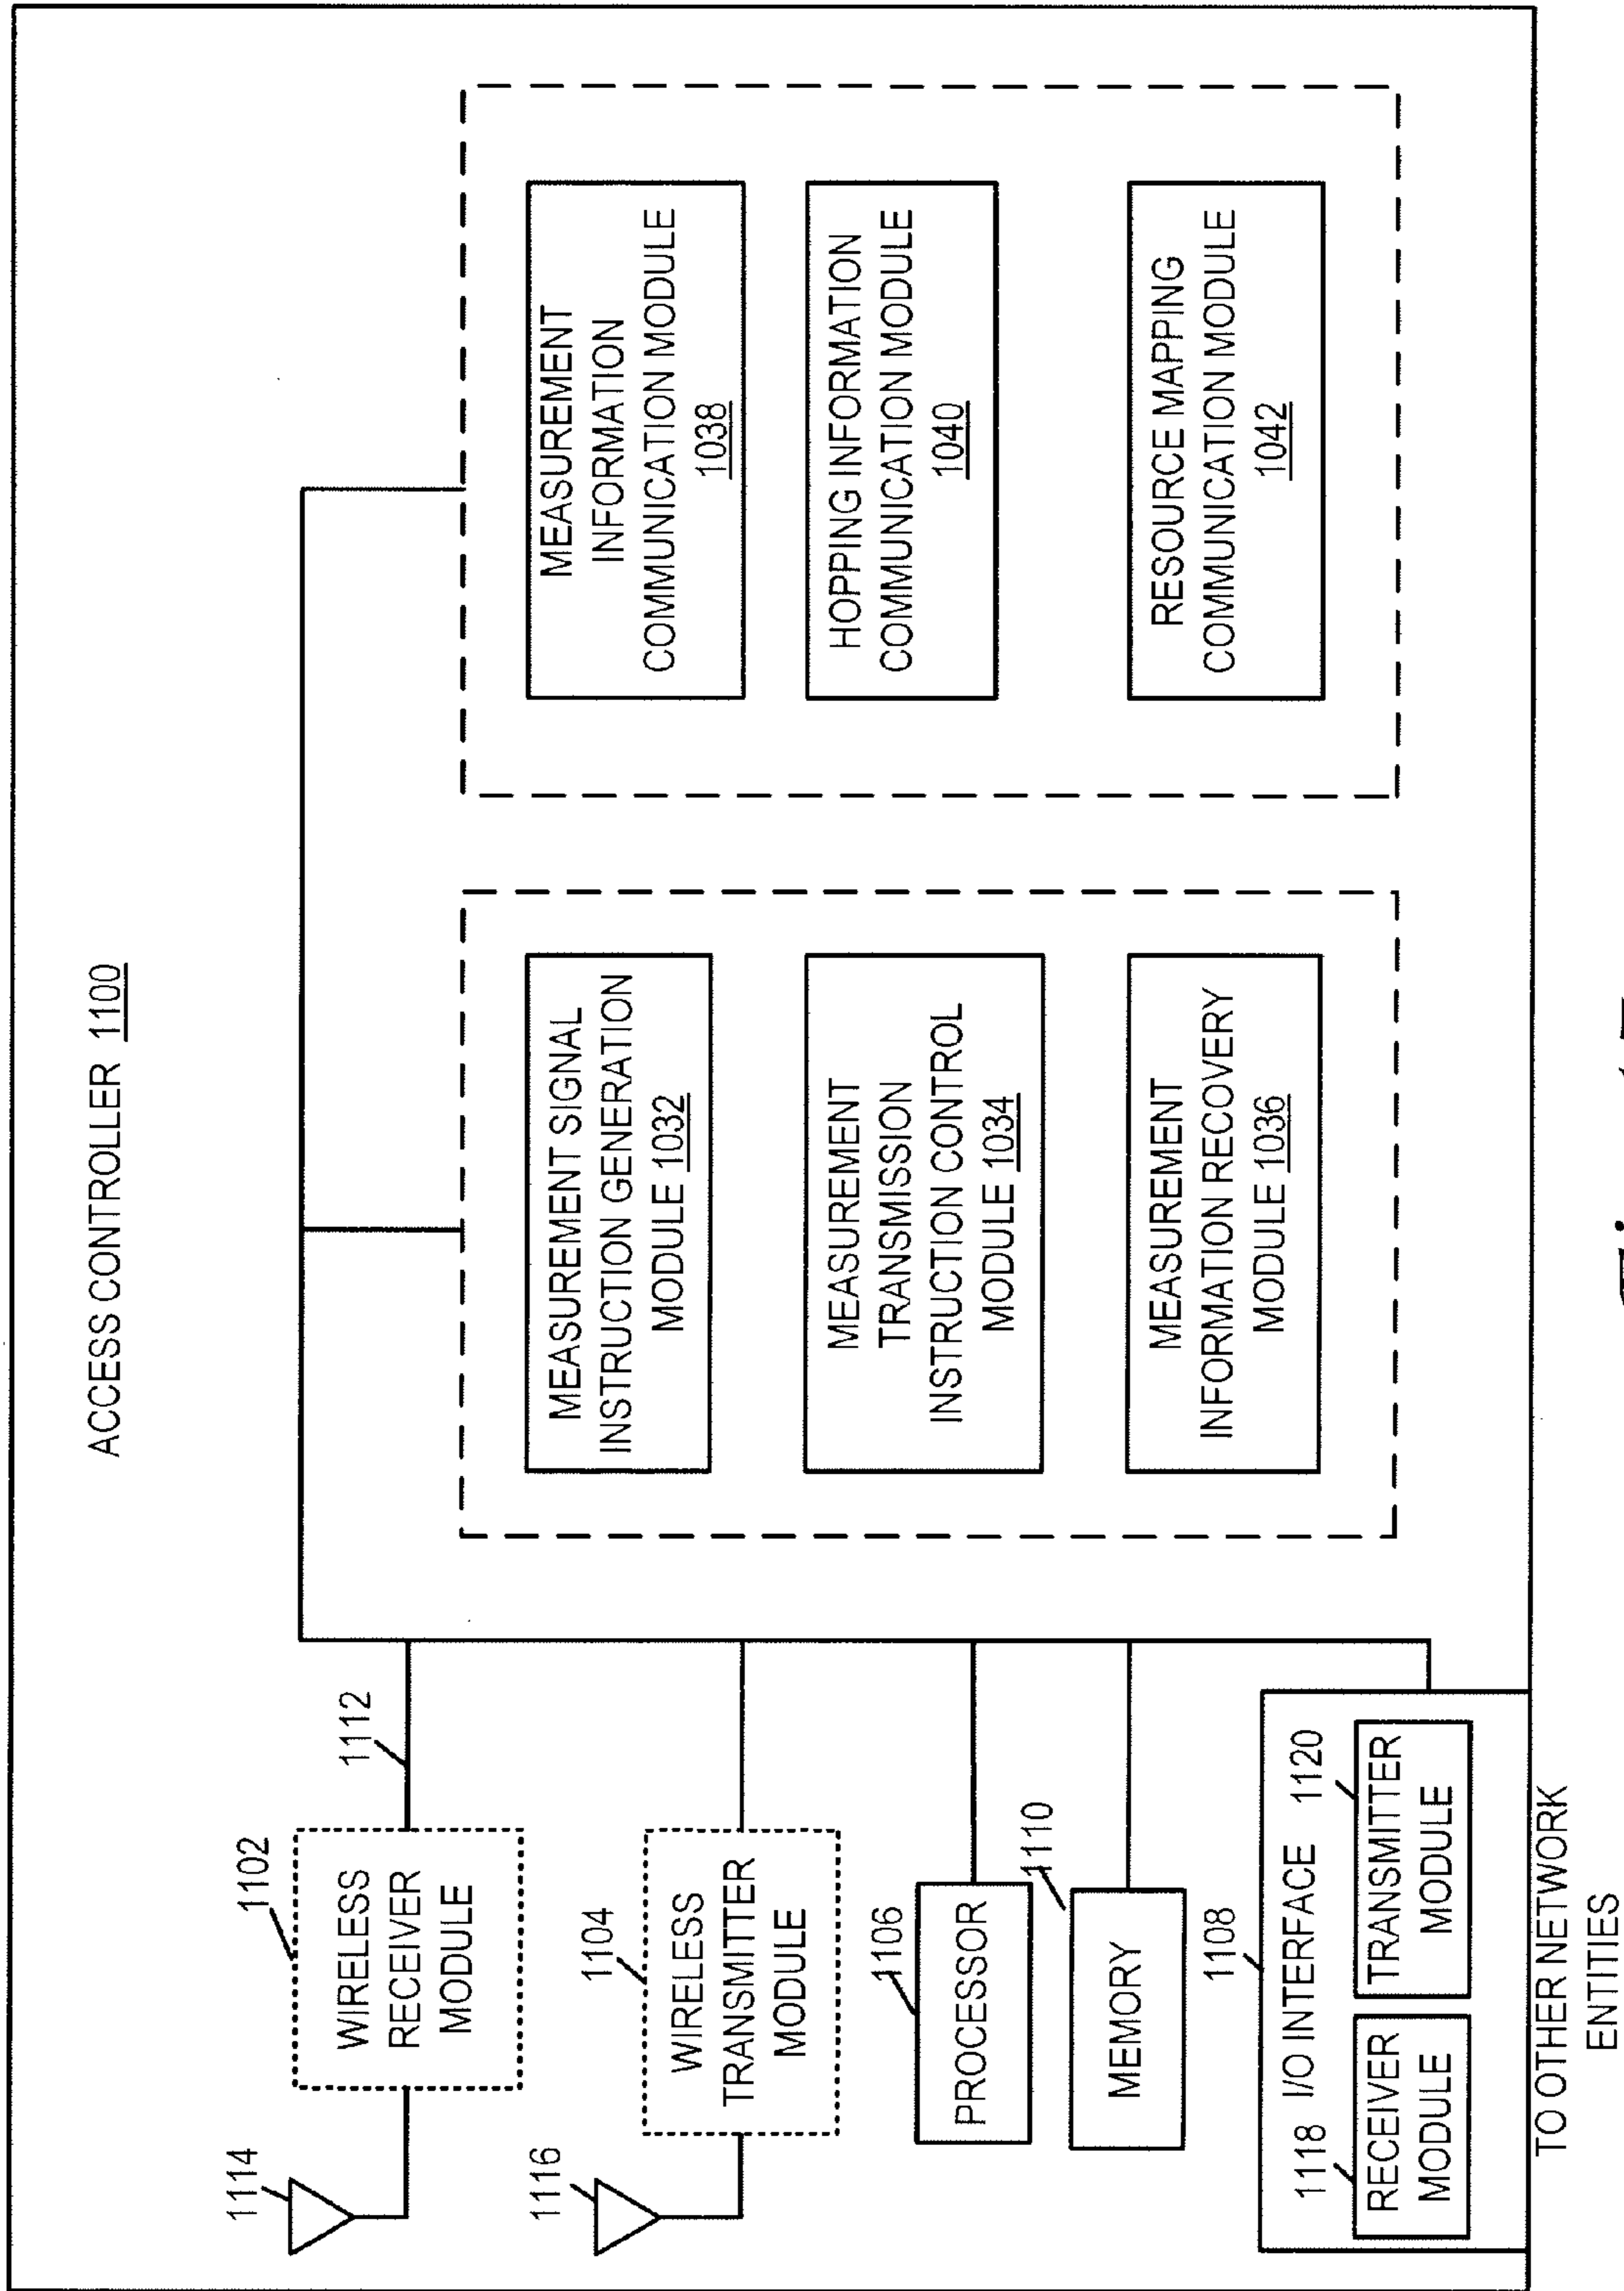 ACCESS CONTROLLER 1100
1114
1102
WIRELESS
RECEIVER
MODULE
1112
1116
1104
WIRELESS
TRANSMITTER
MODULE
1106
PROCESSOR
1110
MEMORY
1108
I/O INTERFACE
1118
RECEIVER
MODULE
1120
TRANSMITTER
MODULE
TO OTHER NETWORK
ENTITIES
MEASUREMENT SIGNAL
INSTRUCTION GENERATION
MODULE 1032
MEASUREMENT
TRANSMISSION
INSTRUCTION CONTROL
MODULE 1034
MEASUREMENT
INFORMATION RECOVERY
MODULE 1036
MEASUREMENT
INFORMATION
COMMUNICATION MODULE
1038
HOPPING INFORMATION
COMMUNICATION MODULE
1040
RESOURCE MAPPING
COMMUNICATION MODULE
1042